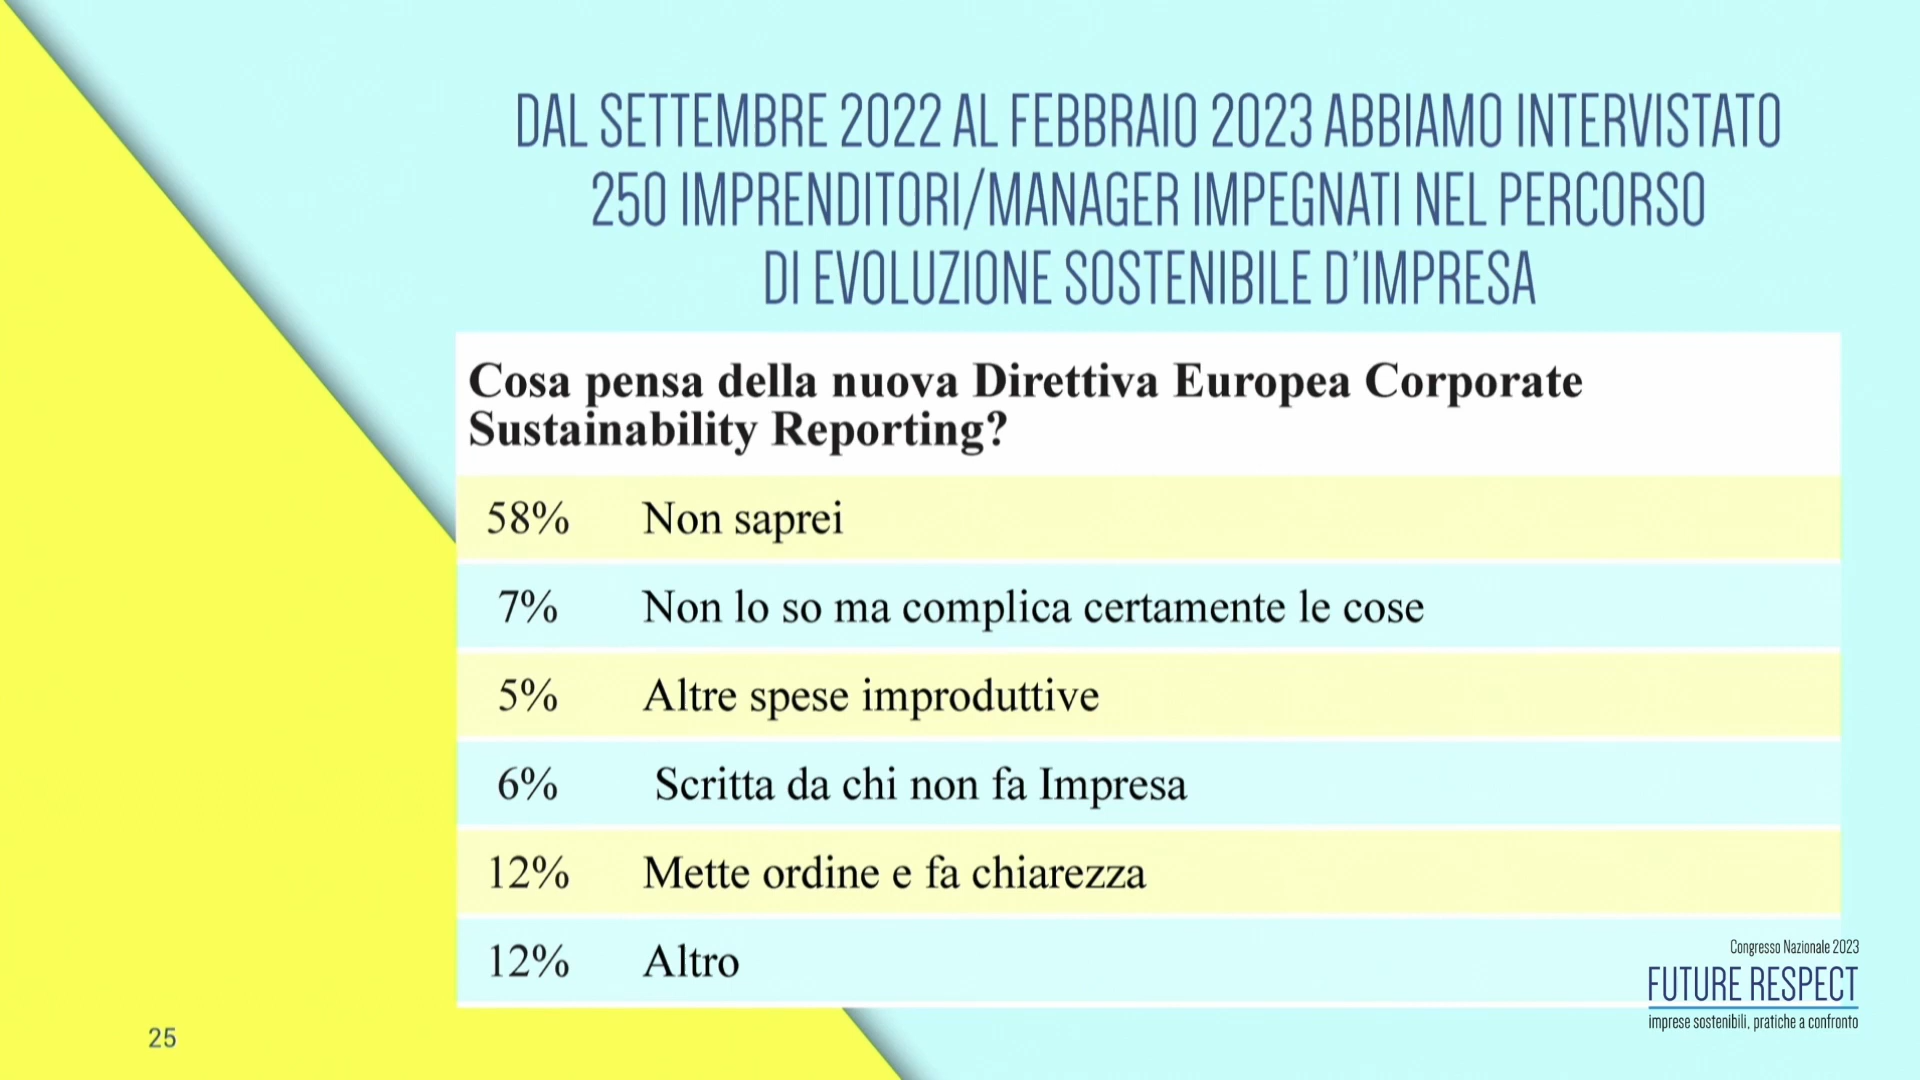 DAL SETTEMBRE 2022 AL FEBBRAIO 2023 ABBIAMO INTERVISTATO
250 IMPRENDITORI/MANAGER IMPEGNATI NEL PERCORSO
DI EVOLUZIONE SOSTENIBILE D'IMPRESA
Cosa pensa della nuova Direttiva Europea Corporate
Sustainability Reporting?
58% Non saprei
7% Non lo so ma complica certamente le cose
5% Altre spese improduttive
6% Scritta da chi non fa Impresa
12% Mette ordine e fa chiarezza
12% Altro
Congresso Nazionale 2023
FUTURE RESPECT
imprese sostenibili, pratiche a confronto
25